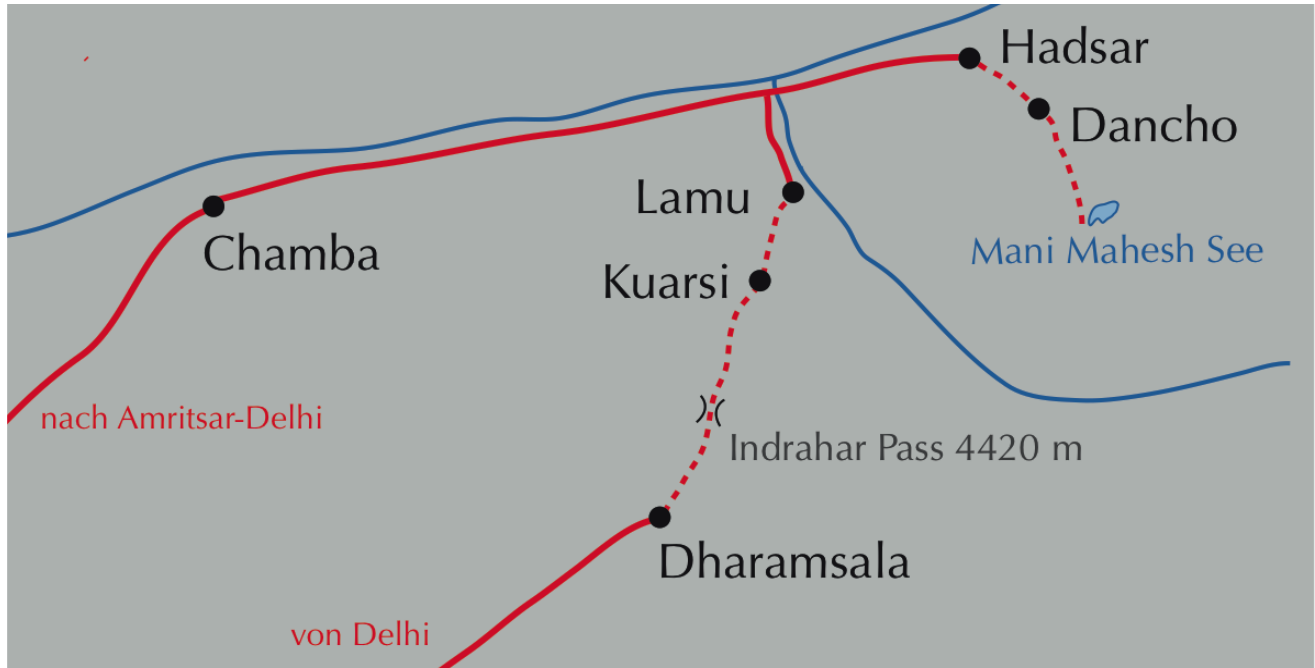 Hadsar
Dancho
Lamu
Chamba
Mani Mahesh See
Kuarsi
nach Amritsar-Delhi
Indrahar Pass 4420 m
Dharamsala
von Delhi